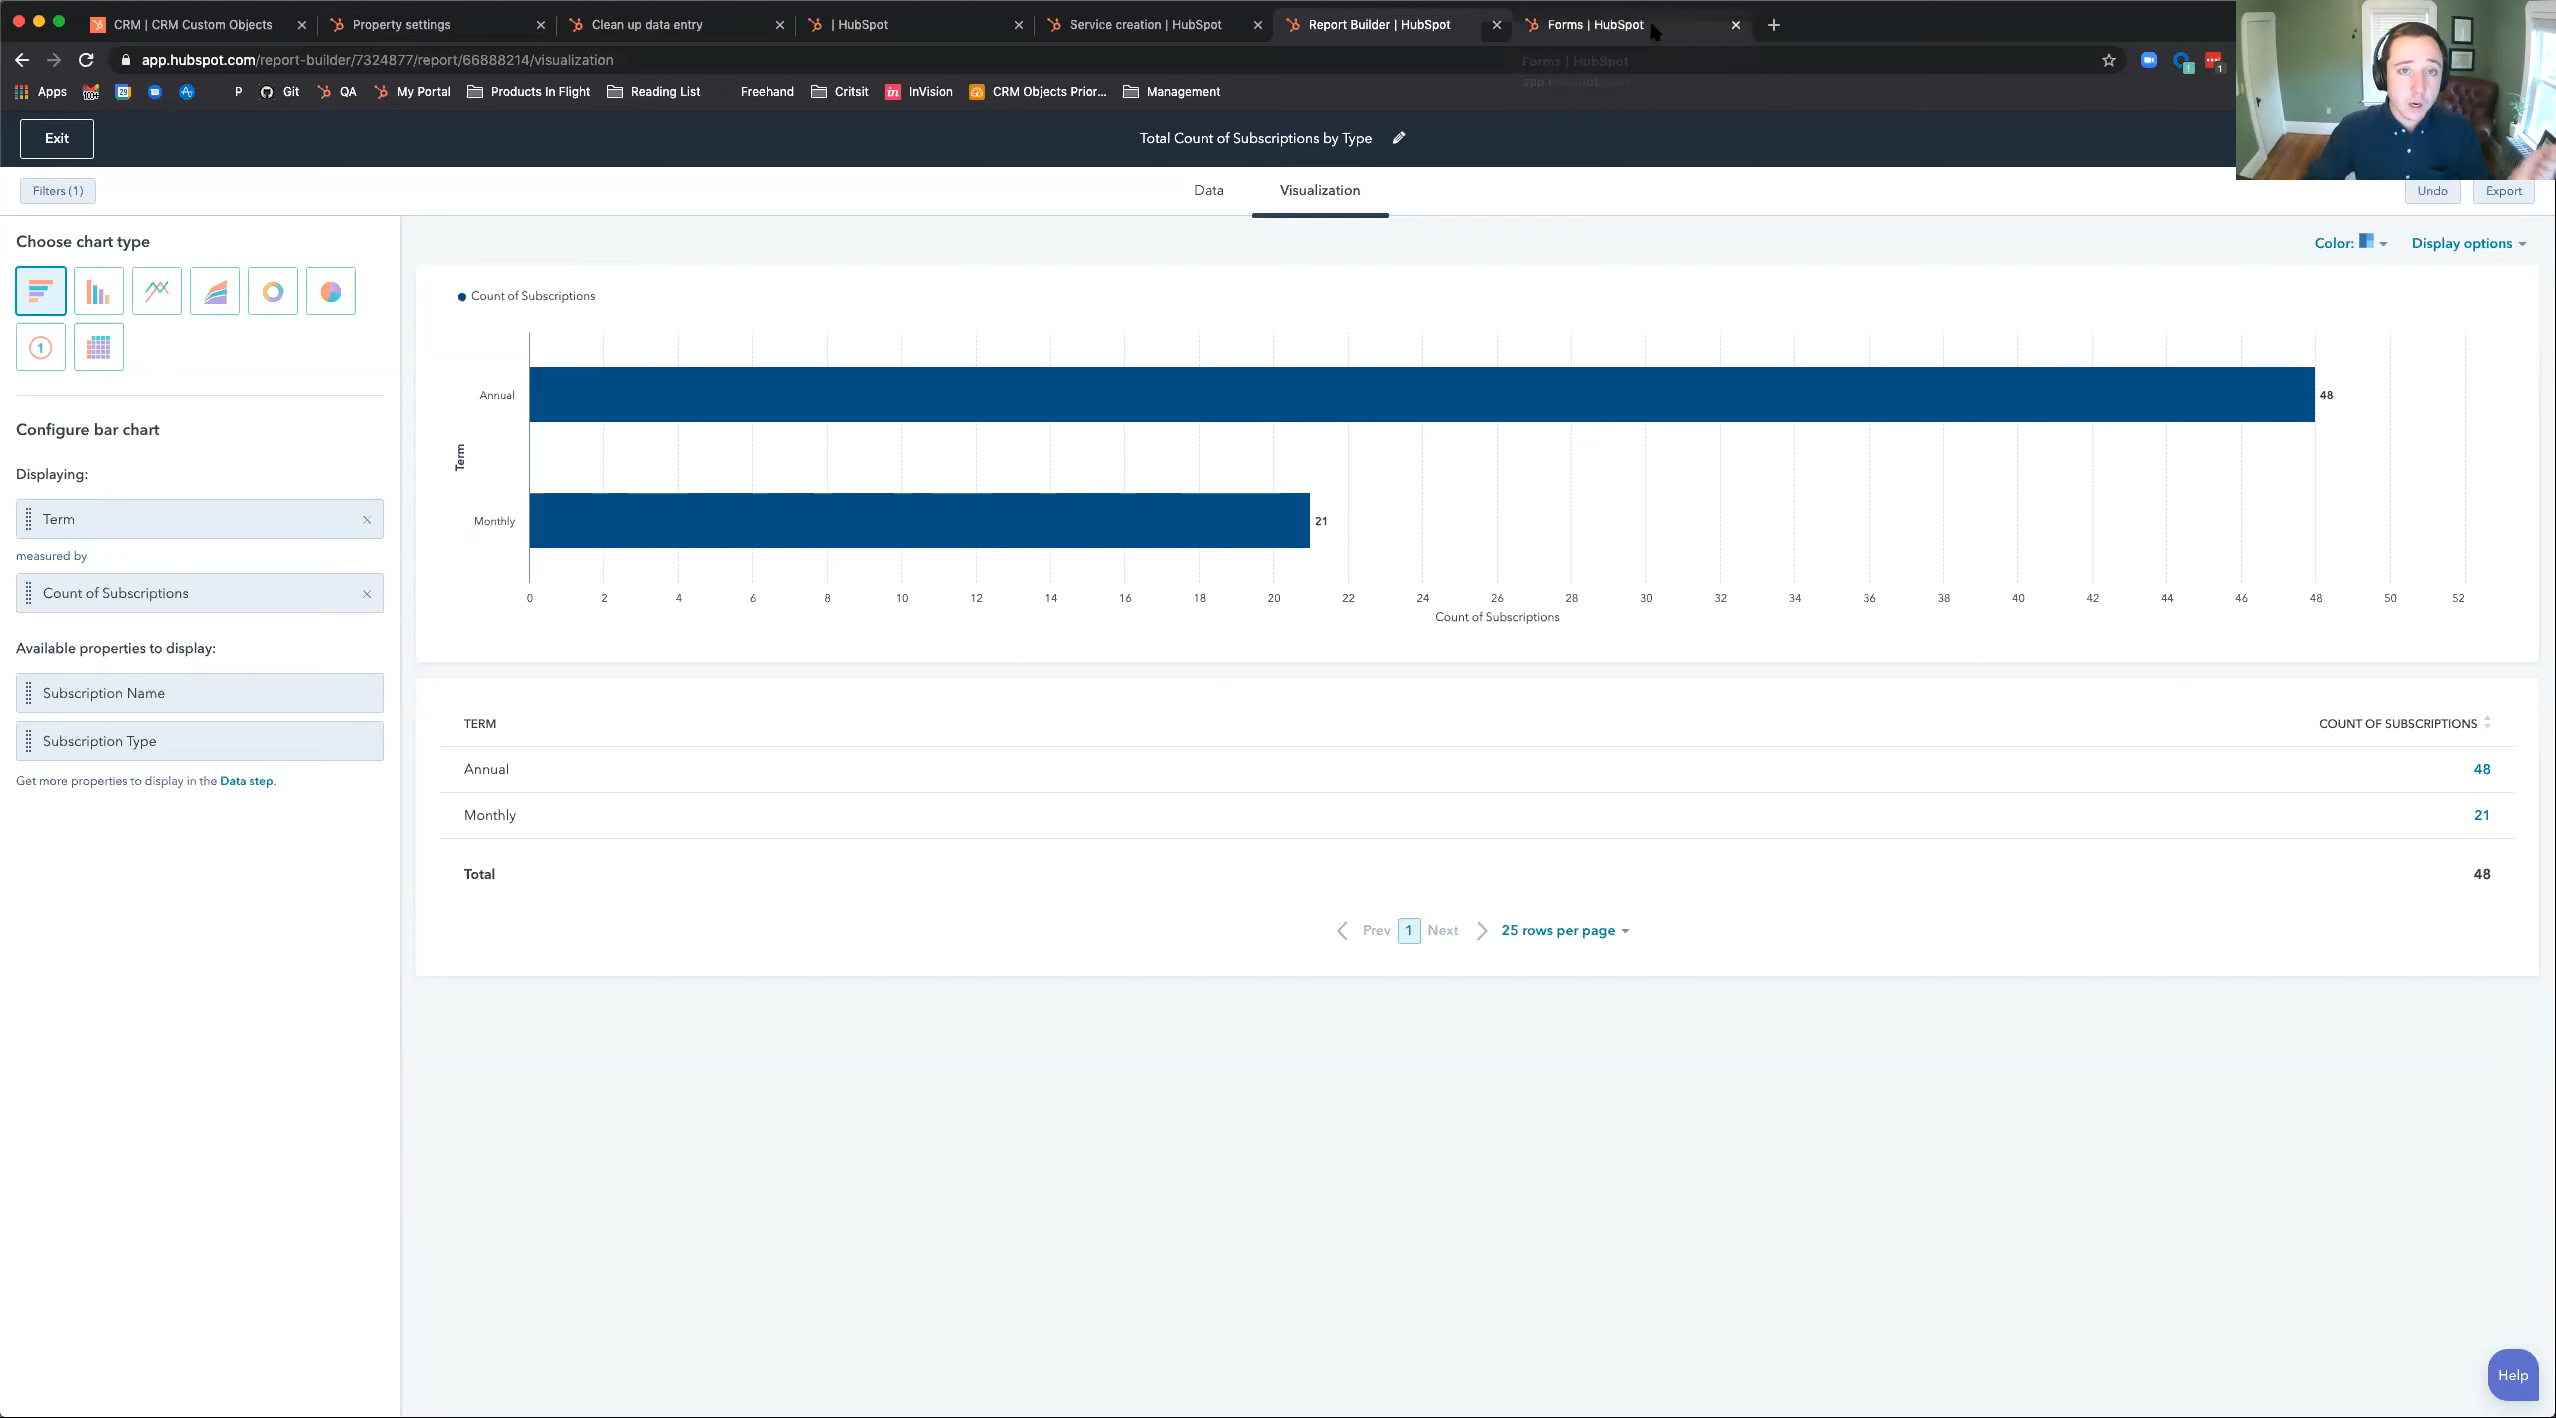 CRM | CRM Custom Objects
Property settings
Clean up data entry
| HubSpot
Service creation | HubSpot
Report Builder | HubSpot
Forms | HubSpot
app.hubspot.com/report-builder/7324877/report/66888214/visualization
Forms | HubSpot
Apps
100+
29
P
Git
QA
My Portal
Products In Flight
Reading List
Freehand
Critsit
in
InVision
CRM Objects Prior...
Management
1
Exit
Total Count of Subscriptions by Type
Filters (1)
Data
Visualization
Undo
Export
Choose chart type
1
Configure bar chart
Displaying:
Term
measured by
Count of Subscriptions
Available properties to display:
Subscription Name
Subscription Type
Get more properties to display in the Data step.
Color:
Display options
Count of Subscriptions
Term
Annual
48
Monthly
21
0 2 4 6 8 10 12 14 16 18 20 22 24 26 28 30 32 34 36 38 40 42 44 46 48 50 52
Count of Subscriptions
TERM COUNT OF SUBSCRIPTIONS
Annual 48
Monthly 21
Total 48
Prev 1 Next 25 rows per page
Help